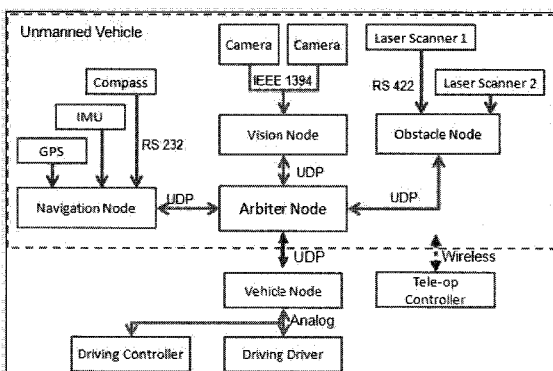 Unmanned Vehicle
Camera
Camera
Laser Scanner 1
IEEE 1394
RS 422
Laser Scanner 2
Compass
IMU
GPS
RS 232
Vision Node
Obstacle Node
UDP
UDP
UDP
Navigation Node
Arbiter Node
UDP
Wireless
Vehicle Node
Tele-op
Controller
Analog
Driving Controller
Driving Driver